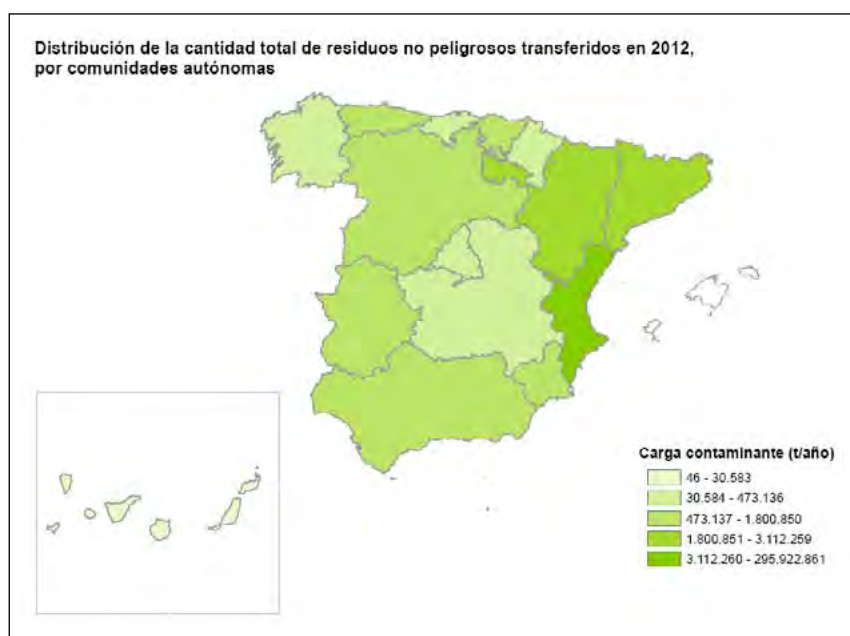 Distribución de la cantidad total de residuos no peligrosos transferidos en 2012,
por comunidades autónomas
Carga contaminante (t/año)
46 - 30.583
30.584 - 473.136
473.137 - 1.800.850
1.800.851 - 3.112.259
3.112.260 - 295.922.861